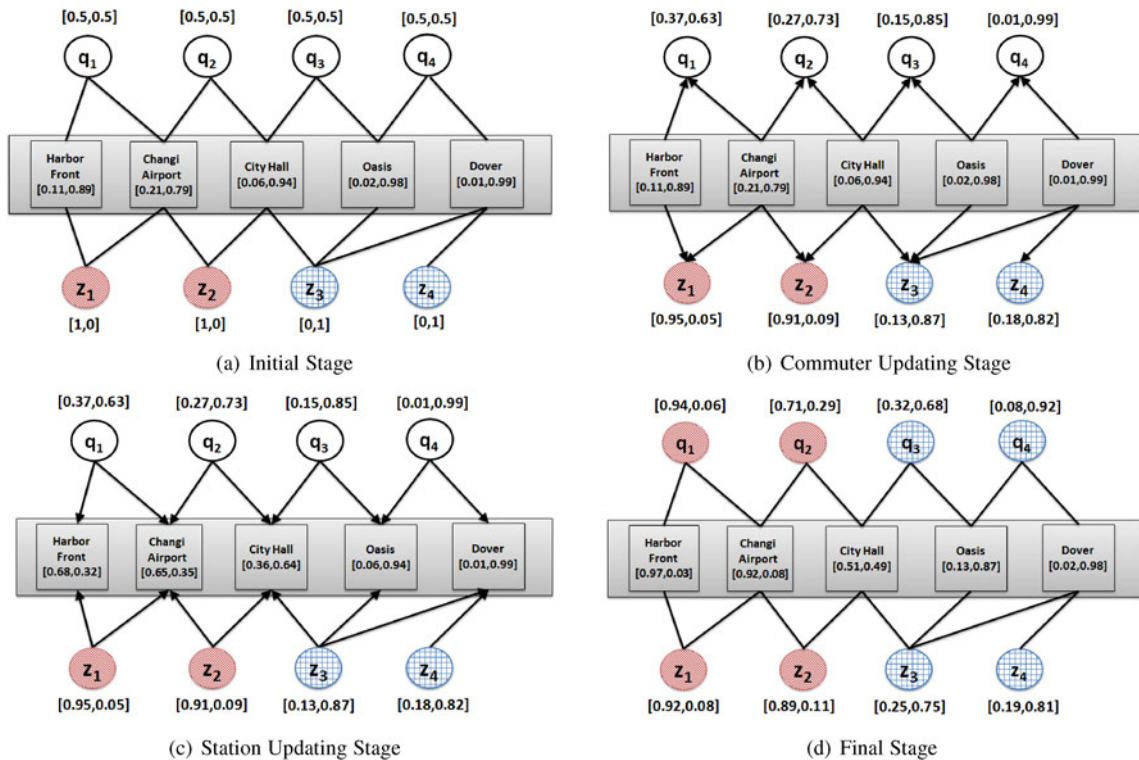 [0.5,0.5] [0.5,0.5] [0.5,0.5] [0.5,0.5]
q1 q2 q3 q4
Harbor Front [0.11,0.89]
Changi Airport [0.21,0.79]
City Hall [0.06,0.94]
Oasis [0.02,0.98]
Dover [0.01,0.99]
z1 z2 z3 z4
[1,0] [1,0] [0,1] [0,1]
(a) Initial Stage
[0.37,0.63] [0.27,0.73] [0.15,0.85] [0.01,0.99]
q1 q2 q3 q4
Harbor Front [0.11,0.89]
Changi Airport [0.21,0.79]
City Hall [0.06,0.94]
Oasis [0.02,0.98]
Dover [0.01,0.99]
z1 z2 z3 z4
[0.95,0.05] [0.91,0.09] [0.13,0.87] [0.18,0.82]
(b) Commuter Updating Stage
[0.37,0.63] [0.27,0.73] [0.15,0.85] [0.01,0.99]
q1 q2 q3 q4
Harbor Front [0.68,0.32]
Changi Airport [0.65,0.35]
City Hall [0.36,0.64]
Oasis [0.06,0.94]
Dover [0.01,0.99]
z1 z2 z3 z4
[0.95,0.05] [0.91,0.09] [0.13,0.87] [0.18,0.82]
(c) Station Updating Stage
[0.94,0.06] [0.71,0.29] [0.32,0.68] [0.08,0.92]
q1 q2 q3 q4
Harbor Front [0.97,0.03]
Changi Airport [0.92,0.08]
City Hall [0.51,0.49]
Oasis [0.13,0.87]
Dover [0.02,0.98]
z1 z2 z3 z4
[0.92,0.08] [0.89,0.11] [0.25,0.75] [0.19,0.81]
(d) Final Stage